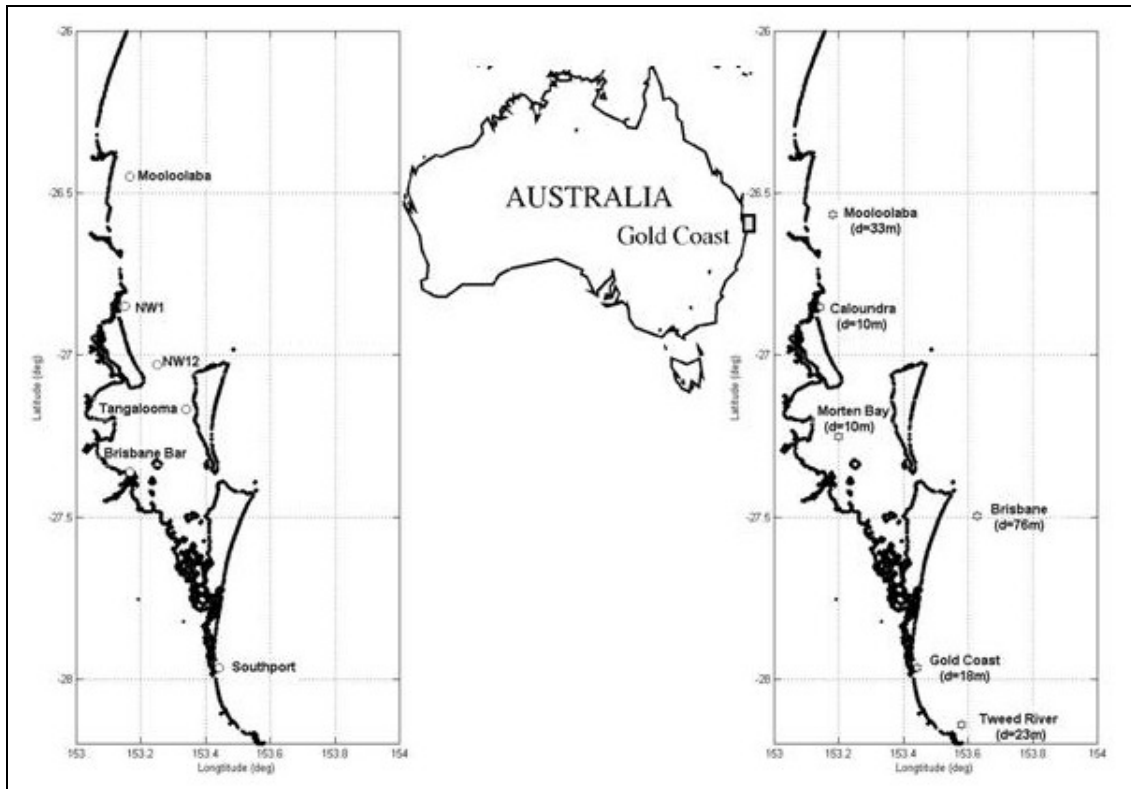 -26
-26.5
-27
-27.5
-28
Latitude (deg)
Mooloolaba
NW1
NW12
Tangalooma
Brisbane Bar
Southport
153
153.2
153.4
153.6
153.8
154
Longtitude (deg)
AUSTRALIA
Gold Coast
-26
-26.5
-27
-27.5
-28
Latitude (deg)
Mooloolaba
(d=33m)
Caloundra
(d=10m)
Morten Bay
(d=10m)
Brisbane
(d=76m)
Gold Coast
(d=18m)
Tweed River
(d=23m)
153
153.2
153.4
153.6
153.8
154
Longtitude (deg)